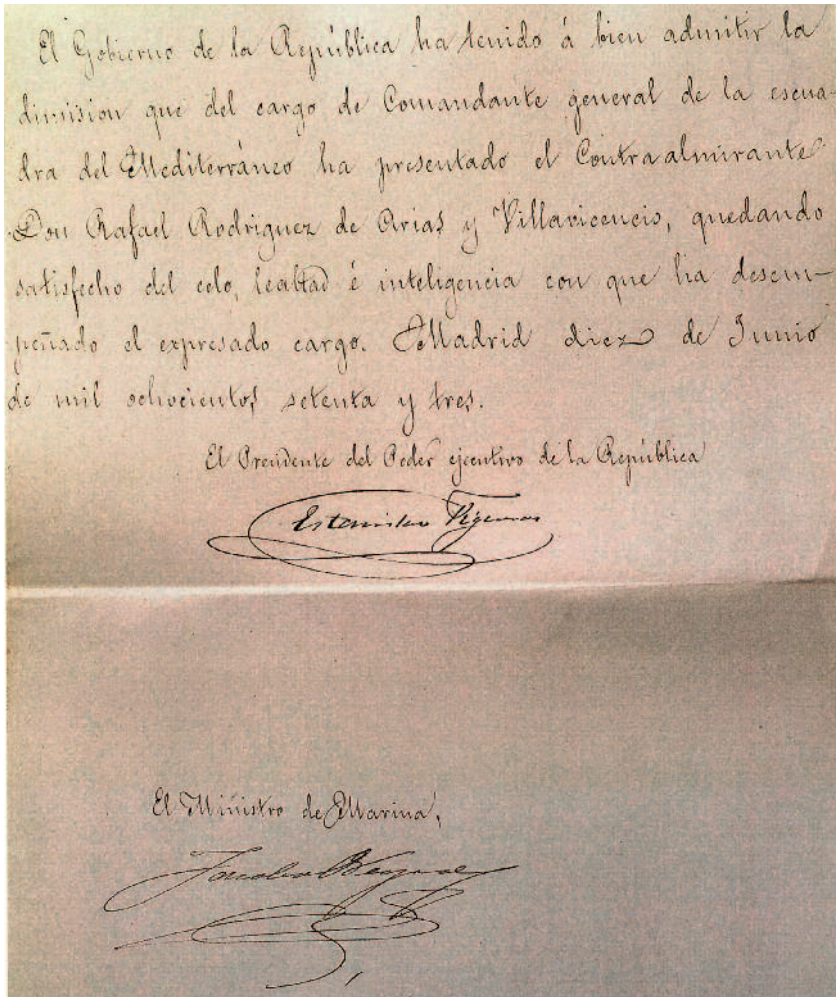 El Gobierno de la República ha tenido á bien admitir la
dimision que del cargo de Comandante general de la escua-
dra del Mediterráneo ha presentado el Contraalmirante
Don Rafael Rodriguez de Arias y Villavicencio, quedando
satisfecho del celo, lealtad é inteligencia con que ha desem-
peñado el expresado cargo. Madrid diez de Junio
de mil ochocientos setenta y tres.
El Presidente del Poder ejecutivo de la República
Estanislao Figueras
El Ministro de Marina,
Jacobo Oreyro